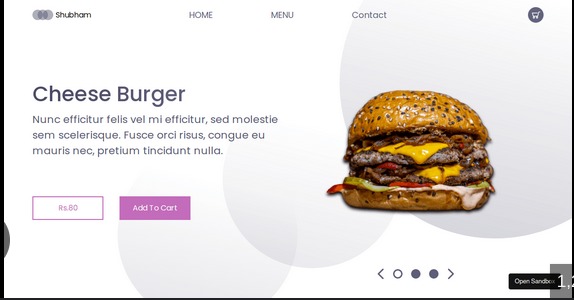 Shubham
HOME
MENU
Contact
Cheese Burger
Nunc efficitur felis vel mi efficitur, sed molestie
sem scelerisque. Fusce orci risus, congue eu
mauris nec, pretium tincidunt nulla.
Rs.80
Add To Cart
Open Sandbox